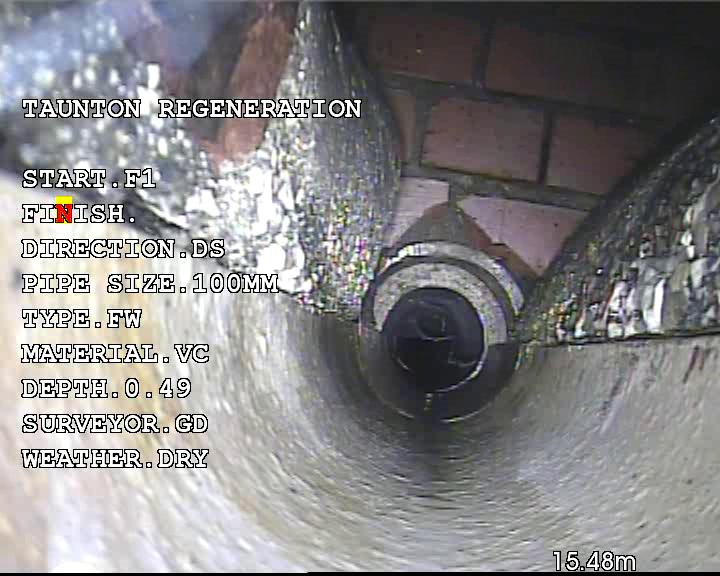 TAUNTON REGENERATION
START.F1
FINISH.
DIRECTION.DS
PIPE SIZE.100MM
TYPE.FW
MATERIAL.VC
DEPTH.0.49
SURVEYOR.GD
WEATHER.DRY
15.48m